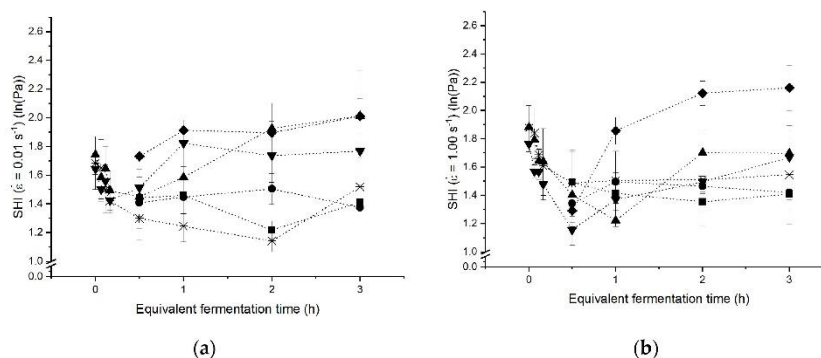 2.6
2.4
2.2
2.0
1.8
1.6
1.4
1.2
1.0
0.0
SHI (ε̇ = 0.01 s⁻¹) (ln(Pa))
0 1 2 3
Equivalent fermentation time (h)
(a)
2.6
2.4
2.2
2.0
1.8
1.6
1.4
1.2
1.0
0.0
SHI (ε̇ = 1.00 s⁻¹) (ln(Pa))
0 1 2 3
Equivalent fermentation time (h)
(b)